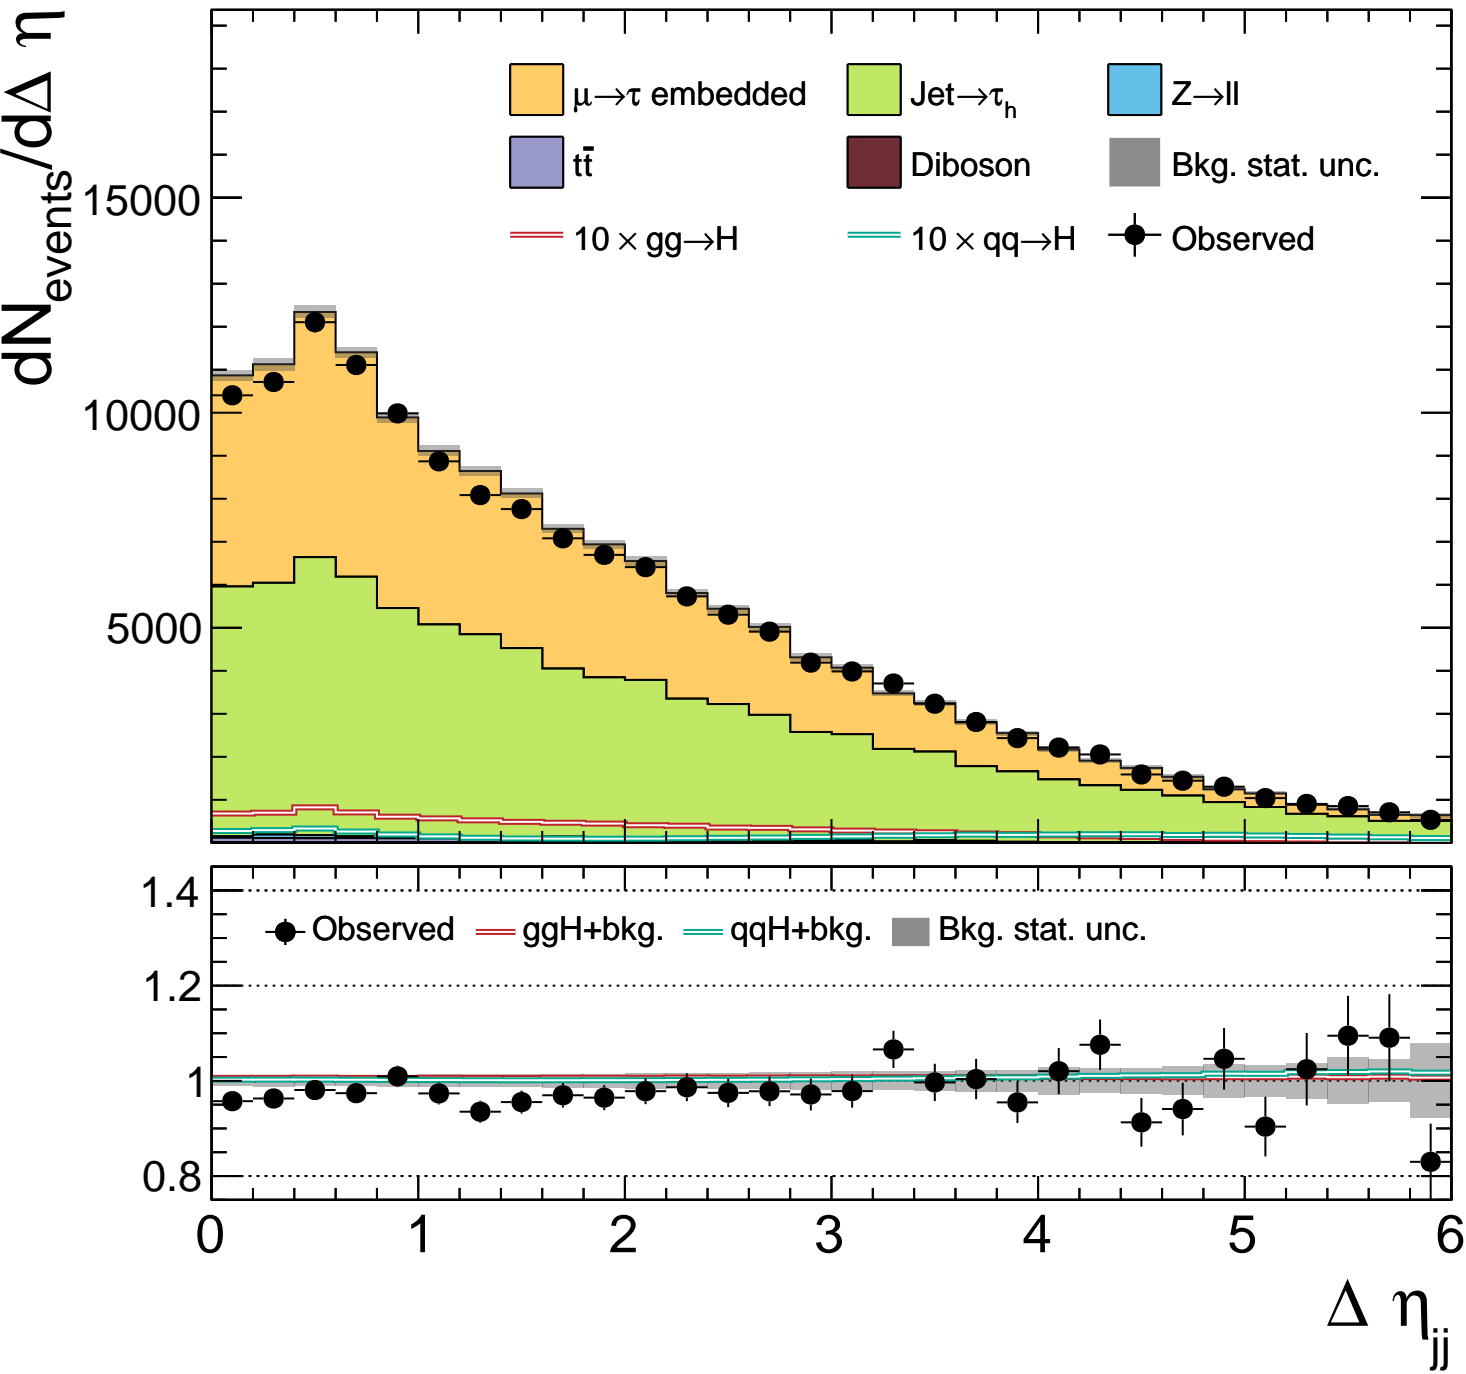 dN_events/dΔ η
μ→τ embedded
Jet→τ_h
Z→ll
tt̄
Diboson
Bkg. stat. unc.
10 × gg→H
10 × qq→H
Observed
15000
10000
5000
1.4
Observed
ggH+bkg.
qqH+bkg.
Bkg. stat. unc.
1.2
1
0.8
0 1 2 3 4 5 6
Δ η_jj